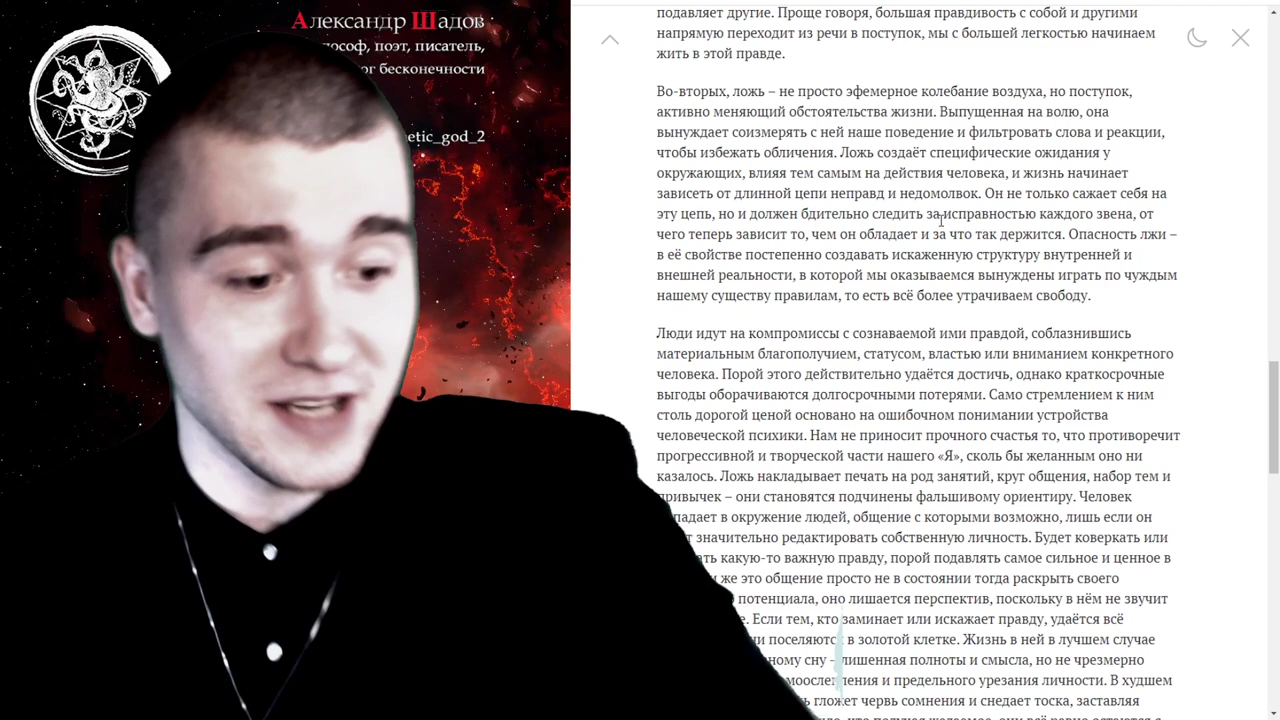 Александр Шадов
поэт, писатель,
бесконечности
etic_god_2
подавляет другие. Проще говоря, большая правдивость с собой и другими
напрямую переходит из речи в поступок, мы с большей легкостью начинаем
жить в этой правде.
Во-вторых, ложь – не просто эфемерное колебание воздуха, но поступок,
активно меняющий обстоятельства жизни. Выпущенная на волю, она
вынуждает соизмерять с ней наше поведение и фильтровать слова и реакции,
чтобы избежать обличения. Ложь создаёт специфические ожидания у
окружающих, влияя тем самым на действия человека, и жизнь начинает
зависеть от длинной цепи неправд и недомолвок. Он не только сажает себя на
эту цепь, но и должен бдительно следить за исправностью каждого звена, от
чего теперь зависит то, чем он обладает и за что так держится. Опасность лжи –
в её свойстве постепенно создавать искаженную структуру внутренней и
внешней реальности, в которой мы оказываемся вынуждены играть по чуждым
нашему существу правилам, то есть всё более утрачиваем свободу.
Люди идут на компромиссы с сознаваемой ими правдой, соблазнившись
материальным благополучием, статусом, властью или вниманием конкретного
человека. Порой этого действительно удаётся достичь, однако краткосрочные
выгоды оборачиваются долгосрочными потерями. Само стремлением к ним
столь дорогой ценой основано на ошибочном понимании устройства
человеческой психики. Нам не приносит прочного счастья то, что противоречит
прогрессивной и творческой части нашего «Я», сколь бы желанным оно ни
казалось. Ложь накладывает печать на род занятий, круг общения, набор тем и
привычек – они становятся подчинены фальшивому ориентиру. Человек
падает в окружение людей, общение с которыми возможно, лишь если он
значительно редактировать собственную личность. Будет коверкать или
какую-то важную правду, порой подавлять самое сильное и ценное в
же это общение просто не в состоянии тогда раскрыть своего
потенциала, оно лишается перспектив, поскольку в нём не звучит
Если тем, кто заминает или искажает правду, удаётся всё
поселяются в золотой клетке. Жизнь в ней в лучшем случае
сну – лишенная полноты и смысла, но не чрезмерно
и предельного урезания личности. В худшем
гложет червь сомнения и снедает тоска, заставляя